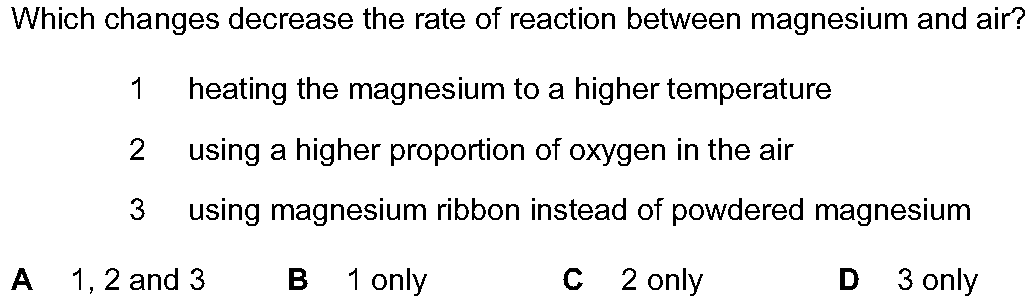 Which changes decrease the rate of reaction between magnesium and air?
1 heating the magnesium to a higher temperature
2 using a higher proportion of oxygen in the air
3 using magnesium ribbon instead of powdered magnesium
A 1, 2 and 3 B 1 only C 2 only D 3 only